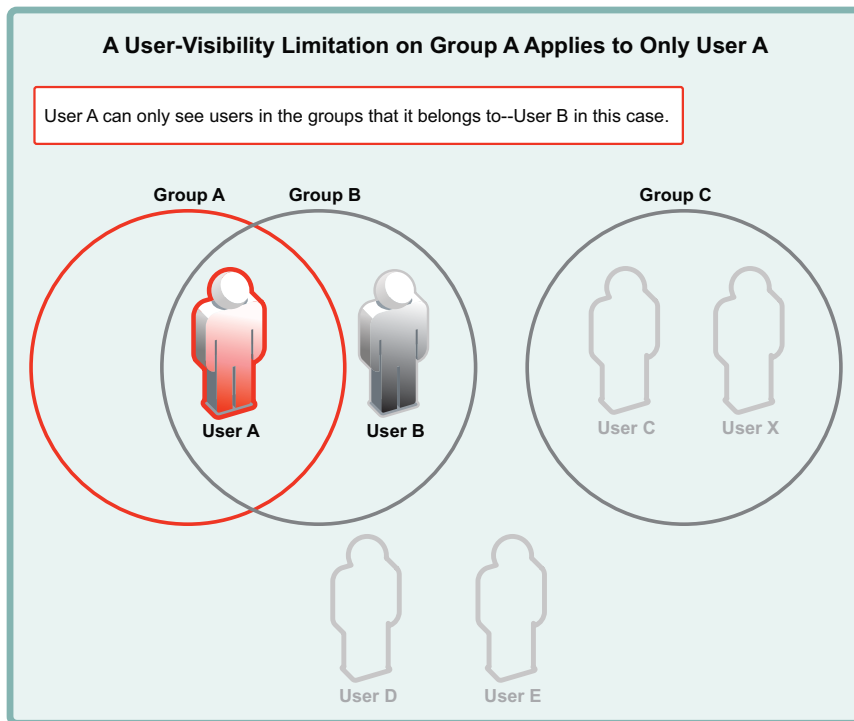 A User-Visibility Limitation on Group A Applies to Only User A
User A can only see users in the groups that it belongs to--User B in this case.
Group A
Group B
Group C
User A
User B
User C
User X
User D
User E